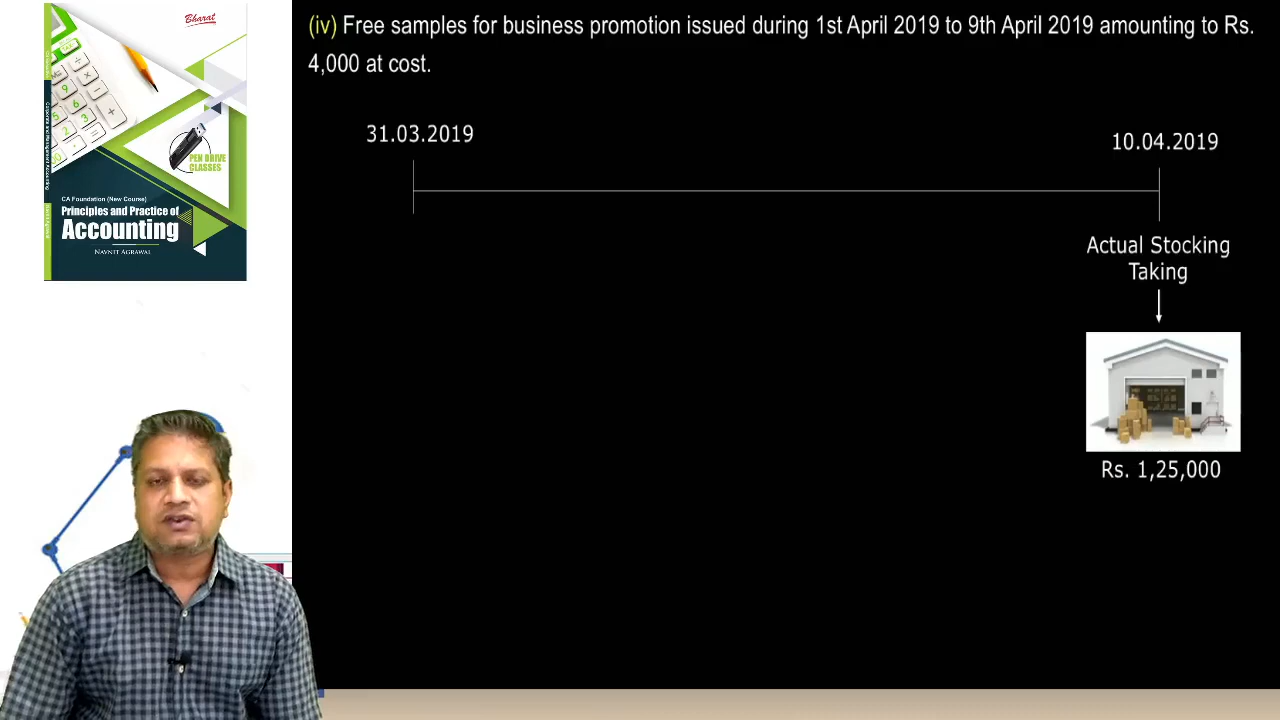 Bharat
PEN DRIVE
CLASSES
CA Foundation (New Course)
Principles and Practice of
Accounting
NAVNIT AGRAWAL
(iv) Free samples for business promotion issued during 1st April 2019 to 9th April 2019 amounting to Rs.
4,000 at cost.
31.03.2019
10.04.2019
Actual Stocking
Taking
Rs. 1,25,000